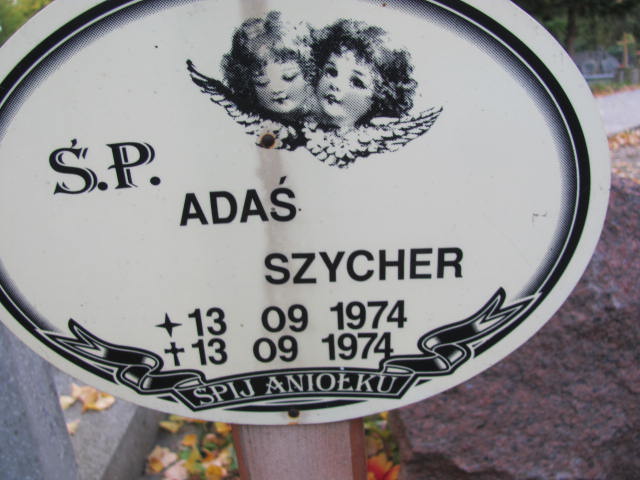 Ś.P.
ADAŚ
SZYCHER
✦ 13 09 1974
✝ 13 09 1974
ŚPIJ ANIOŁKU